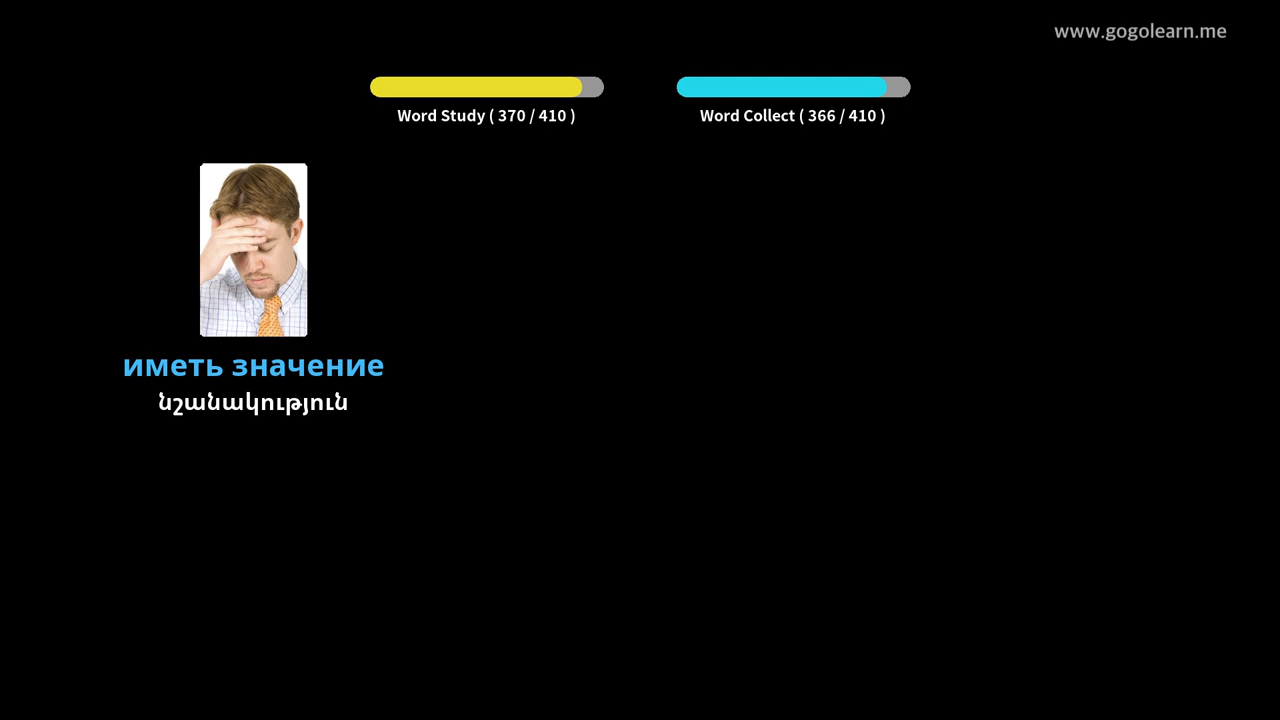 www.gogolearn.me
Word Study ( 370 / 410 )
Word Collect ( 366 / 410 )
иметь значение
նշանակություն